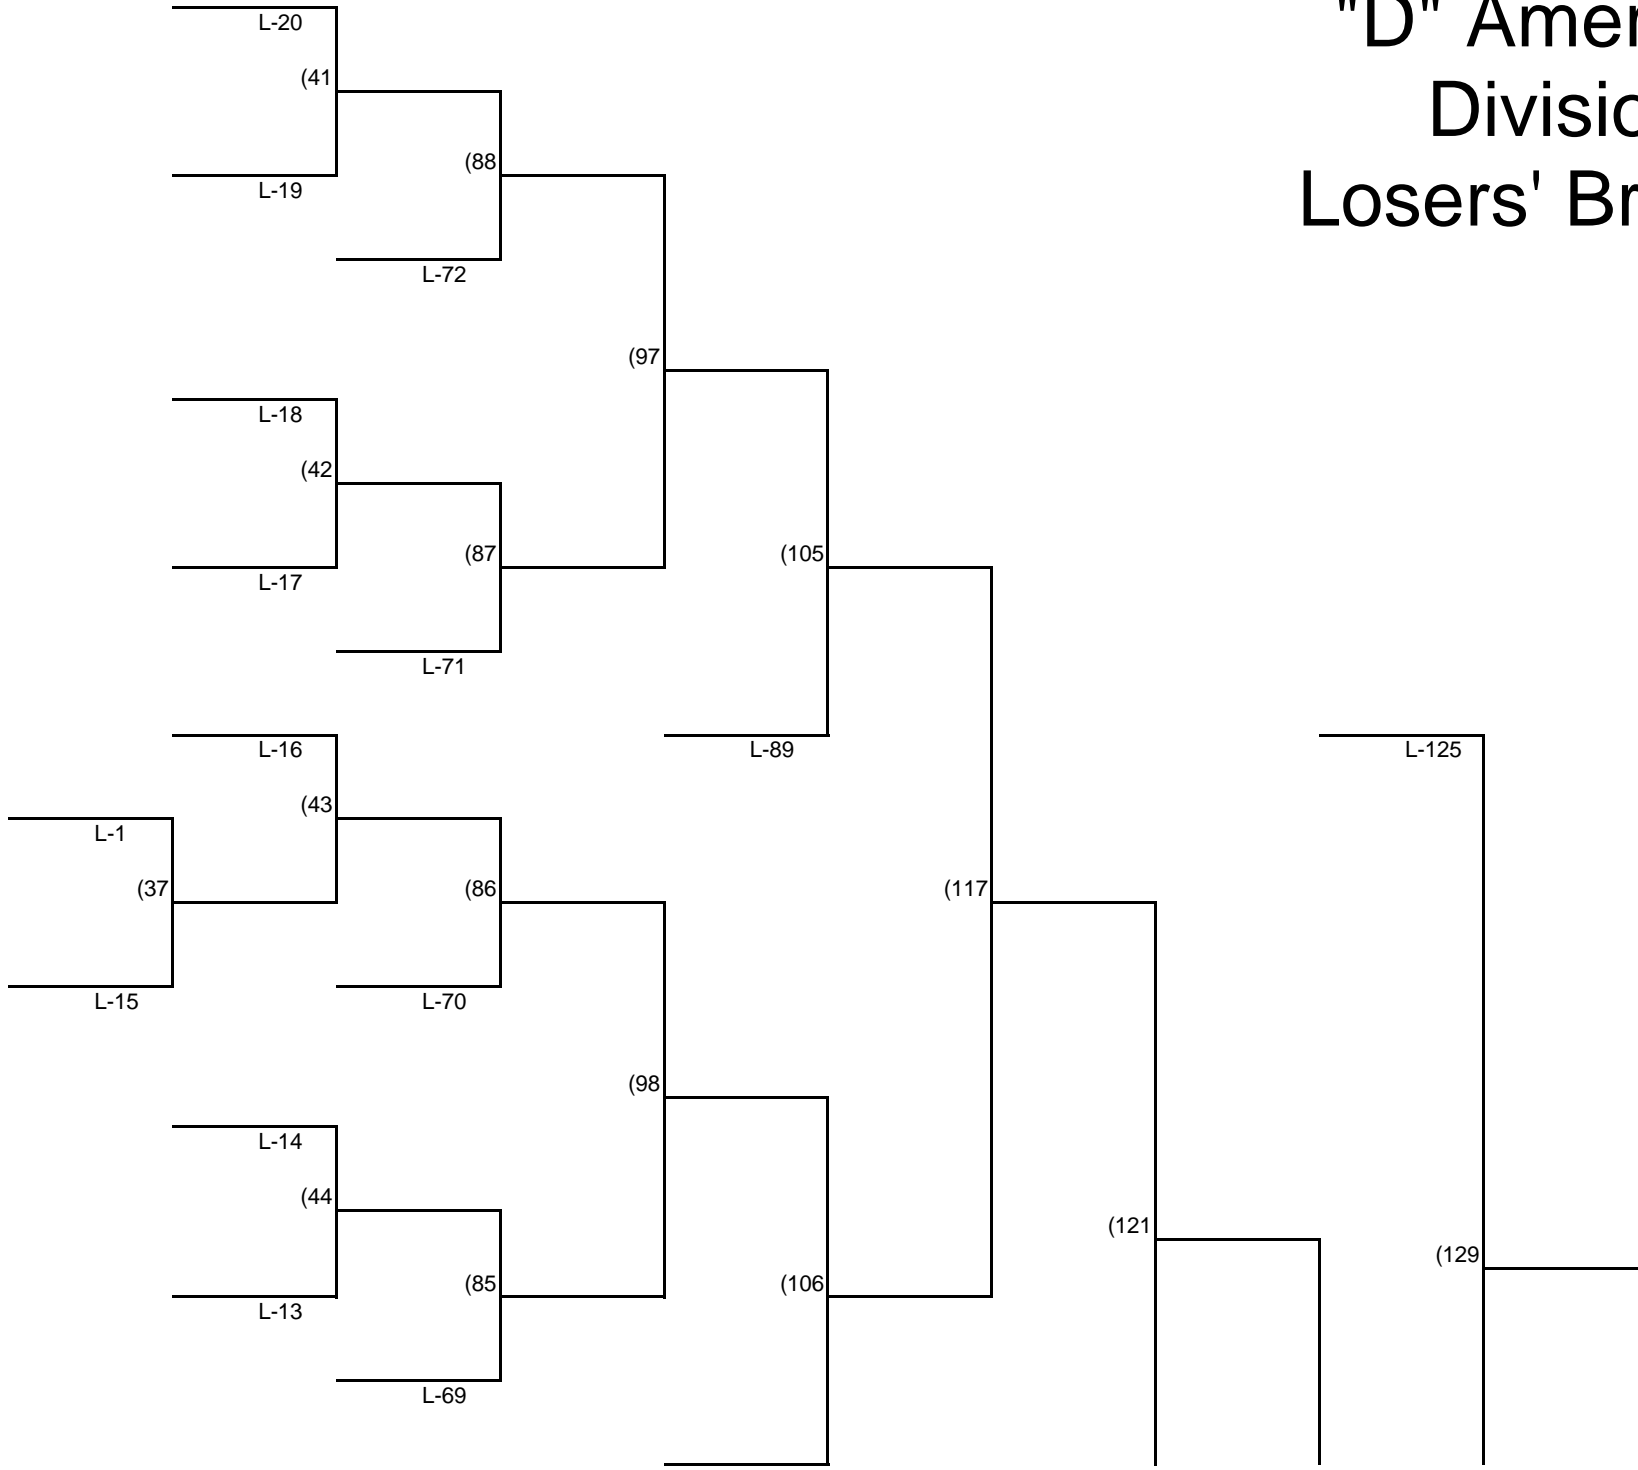 "D" Amer
Divisio
Losers' Br
L-20
(41
L-19
(88
L-72
(97
L-18
(42
L-17
(87
L-71
(105
L-89
L-16
(43
L-1
(37
L-15
(86
L-70
(117
L-125
(98
L-14
(44
L-13
(85
L-69
(106
(121
(129